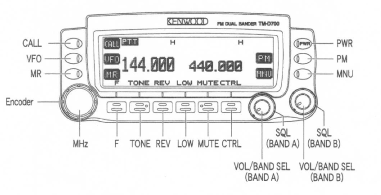 KENWOOD FM DUAL BANDER TM-D700
CALL CALL PTT H H PWR PWR
VFO VFO 144.000 440.000 PM PM
MR MR MNU MNU
F TONE REV LOW MUTE CTRL
Encoder
MHz F TONE REV LOW MUTE CTRL
SQL (BAND A) SQL (BAND B)
VOL/BAND SEL (BAND A) VOL/BAND SEL (BAND B)